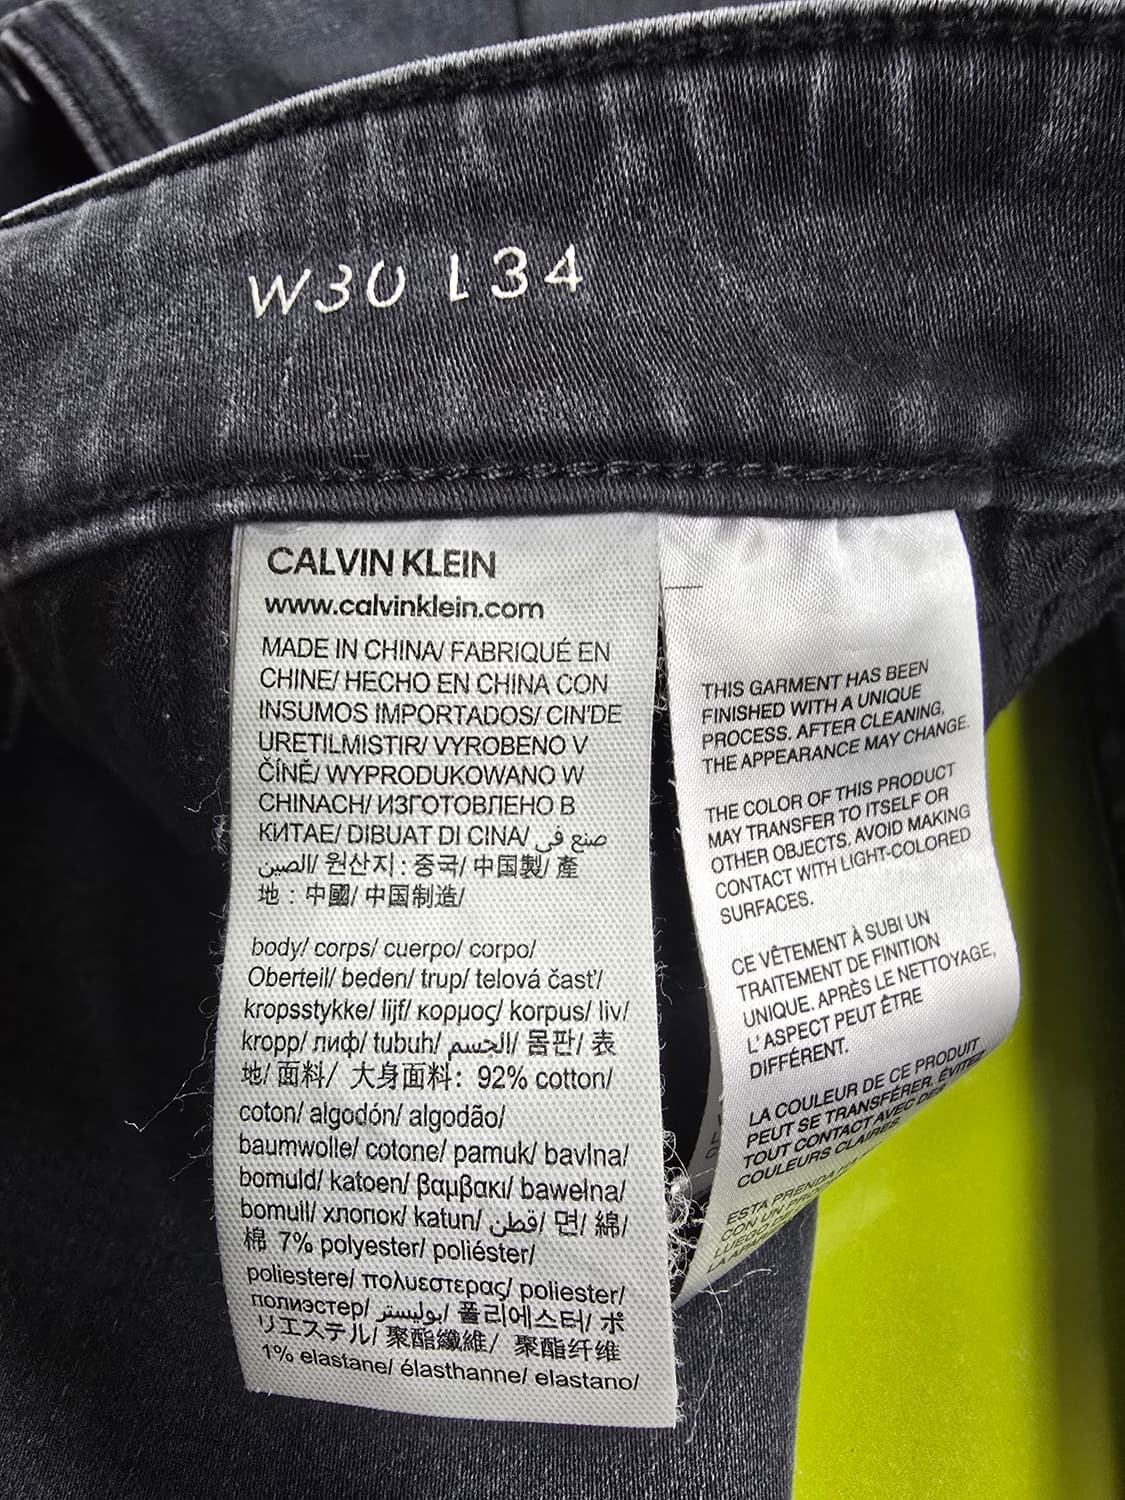 W30 L34
CALVIN KLEIN
www.calvinklein.com
MADE IN CHINA/ FABRIQUÉ EN
CHINE/ HECHO EN CHINA CON
INSUMOS IMPORTADOS/ CIN'DE
URETILMISTIR/ VYROBENO V
ČÍNĚ/ WYPRODUKOWANO W
CHINACH/ ИЗГОТОВЛЕНО В
КИТАЕ/ DIBUAT DI CINA/ صنع في
الصين/ 원산지 : 중국/ 中国製/ 產
地 : 中國/ 中国制造/
body/ corps/ cuerpo/ corpo/
Oberteil/ beden/ trup/ telová časť/
kropsstykke/ lijf/ κορμος/ korpus/ liv/
kropp/ лиф/ tubuh/ الجسم/ 몸판/ 表
地/ 面料/ 大身面料: 92% cotton/
coton/ algodón/ algodão/
baumwolle/ cotone/ pamuk/ bavlna/
bomuld/ katoen/ βαμβακι/ bawełna/
bomull/ хлопок/ katun/ قطن/ 면/ 綿/
棉 7% polyester/ poliéster/
poliestere/ πολυεστερας/ poliester/
полиэстер/ بوليستر/ 폴리에스터/ ポ
リエステル/ 聚酯纖維/ 聚酯纤维
1% elastane/ élasthanne/ elastano/
THIS GARMENT HAS BEEN
FINISHED WITH A UNIQUE
PROCESS. AFTER CLEANING,
THE APPEARANCE MAY CHANGE.
THE COLOR OF THIS PRODUCT
MAY TRANSFER TO ITSELF OR
OTHER OBJECTS. AVOID MAKING
CONTACT WITH LIGHT-COLORED
SURFACES.
CE VÊTEMENT À SUBI UN
TRAITEMENT DE FINITION
UNIQUE. APRÈS LE NETTOYAGE,
L'ASPECT PEUT ÊTRE
DIFFÉRENT.
LA COULEUR DE CE PRODUIT
PEUT SE TRANSFÉRER. ÉVITEZ
TOUT CONTACT AVEC DES
COULEURS CLAIRES.
ESTA PRENDA
CON UN
LUEGO
LA